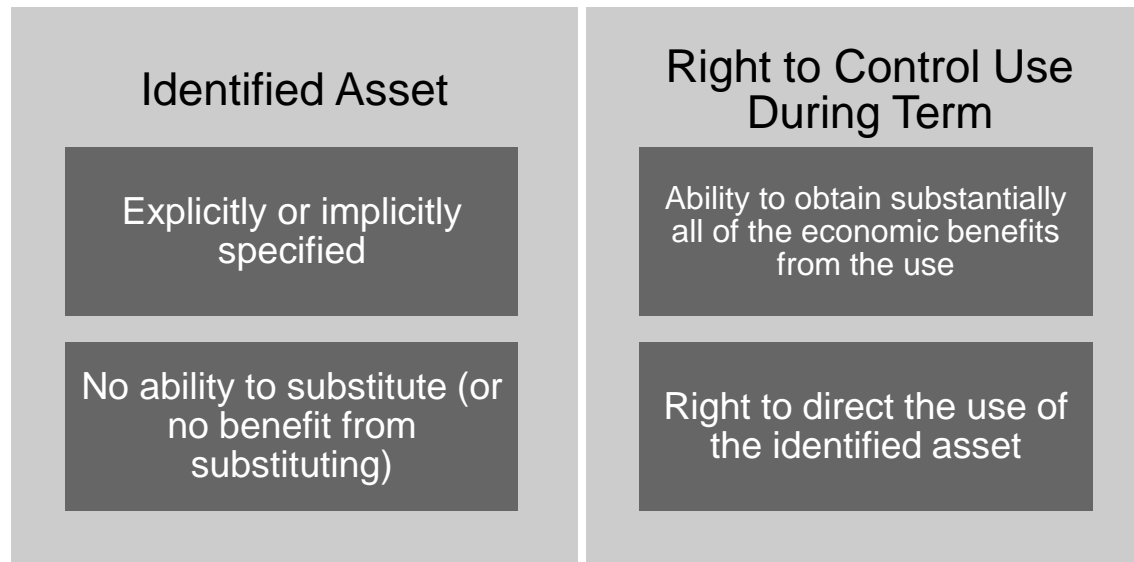 Identified Asset
Explicitly or implicitly
specified
No ability to substitute (or
no benefit from
substituting)
Right to Control Use
During Term
Ability to obtain substantially
all of the economic benefits
from the use
Right to direct the use of
the identified asset